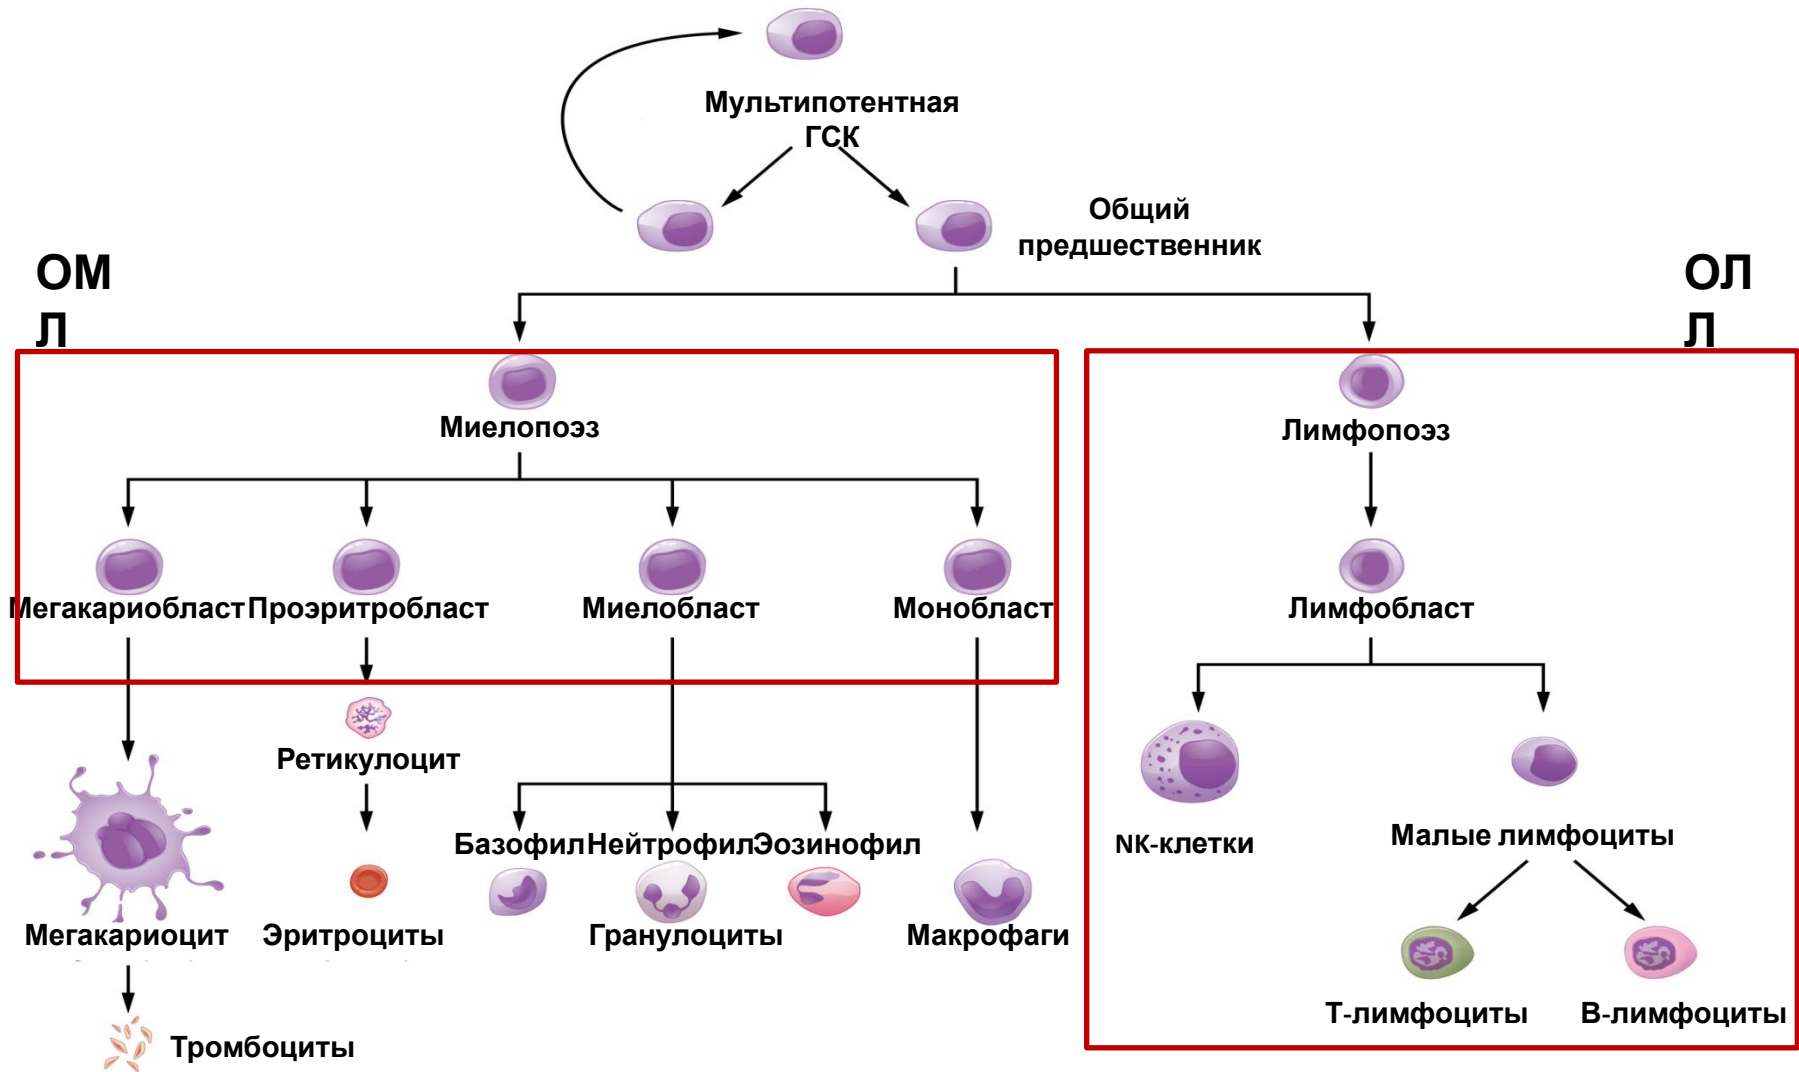 Мультипотентная
ГСК
Общий
предшественник
ОМ
Л
ОЛ
Л
Миелопоэз
Лимфопоэз
Мегакариобласт
Проэритробласт
Миелобласт
Монобласт
Лимфобласт
Ретикулоцит
Базофил
Нейтрофил
Эозинофил
NK-клетки
Малые лимфоциты
Мегакариоцит
Эритроциты
Гранулоциты
Макрофаги
Т-лимфоциты
В-лимфоциты
Тромбоциты